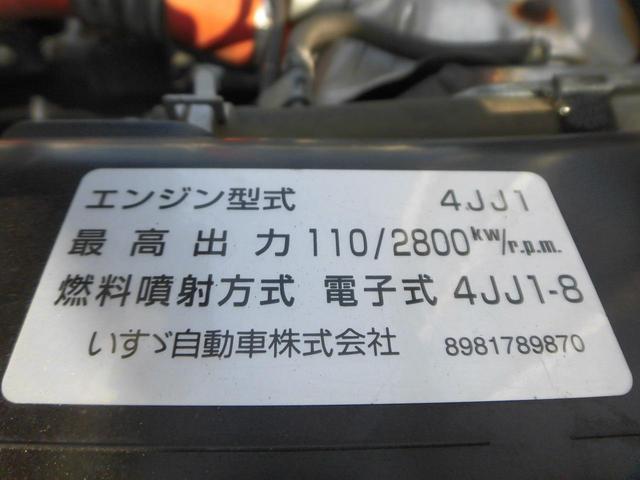 エンジン型式 4JJ1
最高出力 110/2800kW/r.p.m.
燃料噴射方式 電子式 4JJ1-8
いすゞ自動車株式会社 8981789870